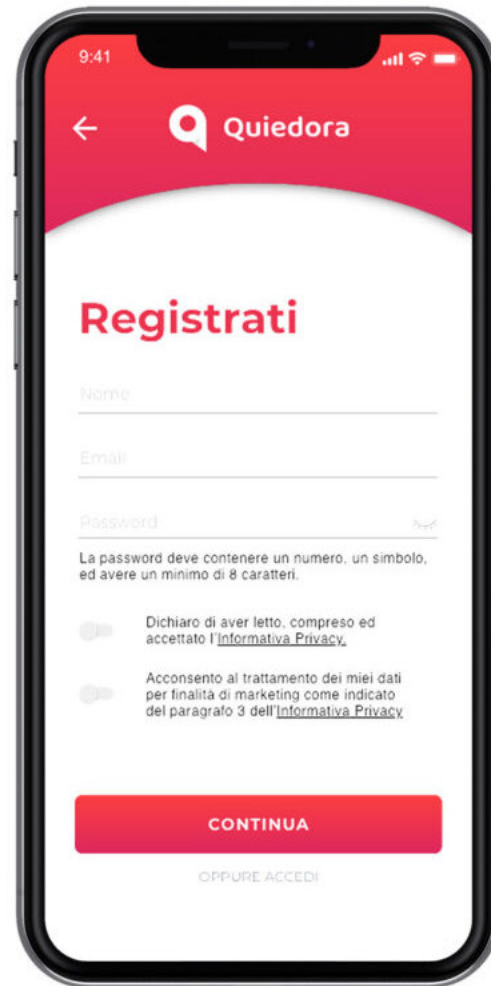 9:41
Quiedora
Registrati
Nome
Email
Password
La password deve contenere un numero, un simbolo,
ed avere un minimo di 8 caratteri.
Dichiaro di aver letto, compreso ed
accettato l'Informativa Privacy.
Acconsento al trattamento dei miei dati
per finalità di marketing come indicato
del paragrafo 3 dell'Informativa Privacy
CONTINUA
OPPURE ACCEDI